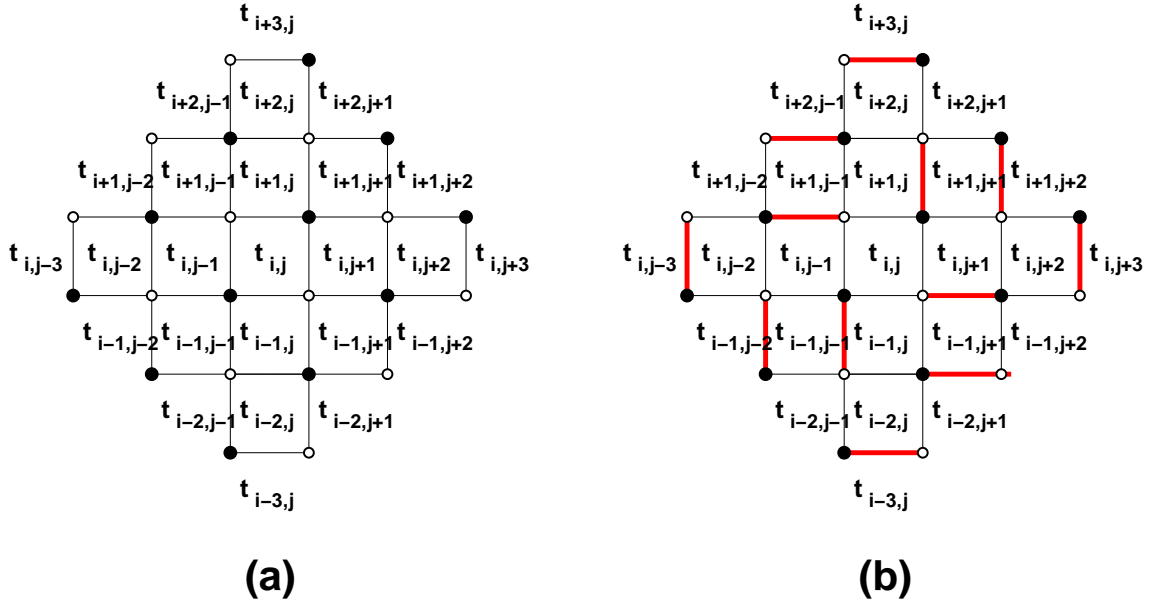 t i+3,j t i+3,j
t i+2,j−1 t i+2,j t i+2,j+1 t i+2,j−1 t i+2,j t i+2,j+1
t i+1,j−2 t i+1,j−1 t i+1,j t i+1,j+1 t i+1,j+2 t i+1,j−2 t i+1,j−1 t i+1,j t i+1,j+1 t i+1,j+2
t i,j−3 t i,j−2 t i,j−1 t i,j t i,j+1 t i,j+2 t i,j+3 t i,j−3 t i,j−2 t i,j−1 t i,j t i,j+1 t i,j+2 t i,j+3
t i−1,j−2 t i−1,j−1 t i−1,j t i−1,j+1 t i−1,j+2 t i−1,j−2 t i−1,j−1 t i−1,j t i−1,j+1 t i−1,j+2
t i−2,j−1 t i−2,j t i−2,j+1 t i−2,j−1 t i−2,j t i−2,j+1
t i−3,j t i−3,j
(a) (b)